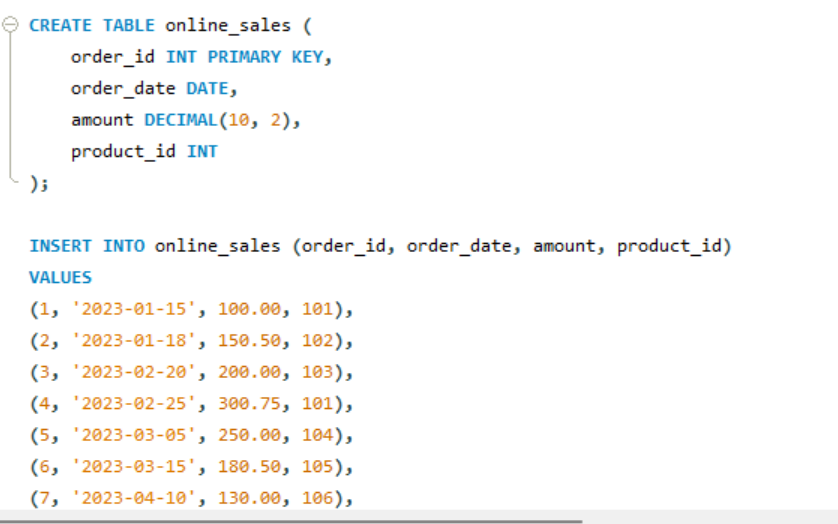 CREATE TABLE online_sales (
    order_id INT PRIMARY KEY,
    order_date DATE,
    amount DECIMAL(10, 2),
    product_id INT
);
INSERT INTO online_sales (order_id, order_date, amount, product_id)
VALUES
(1, '2023-01-15', 100.00, 101),
(2, '2023-01-18', 150.50, 102),
(3, '2023-02-20', 200.00, 103),
(4, '2023-02-25', 300.75, 101),
(5, '2023-03-05', 250.00, 104),
(6, '2023-03-15', 180.50, 105),
(7, '2023-04-10', 130.00, 106),